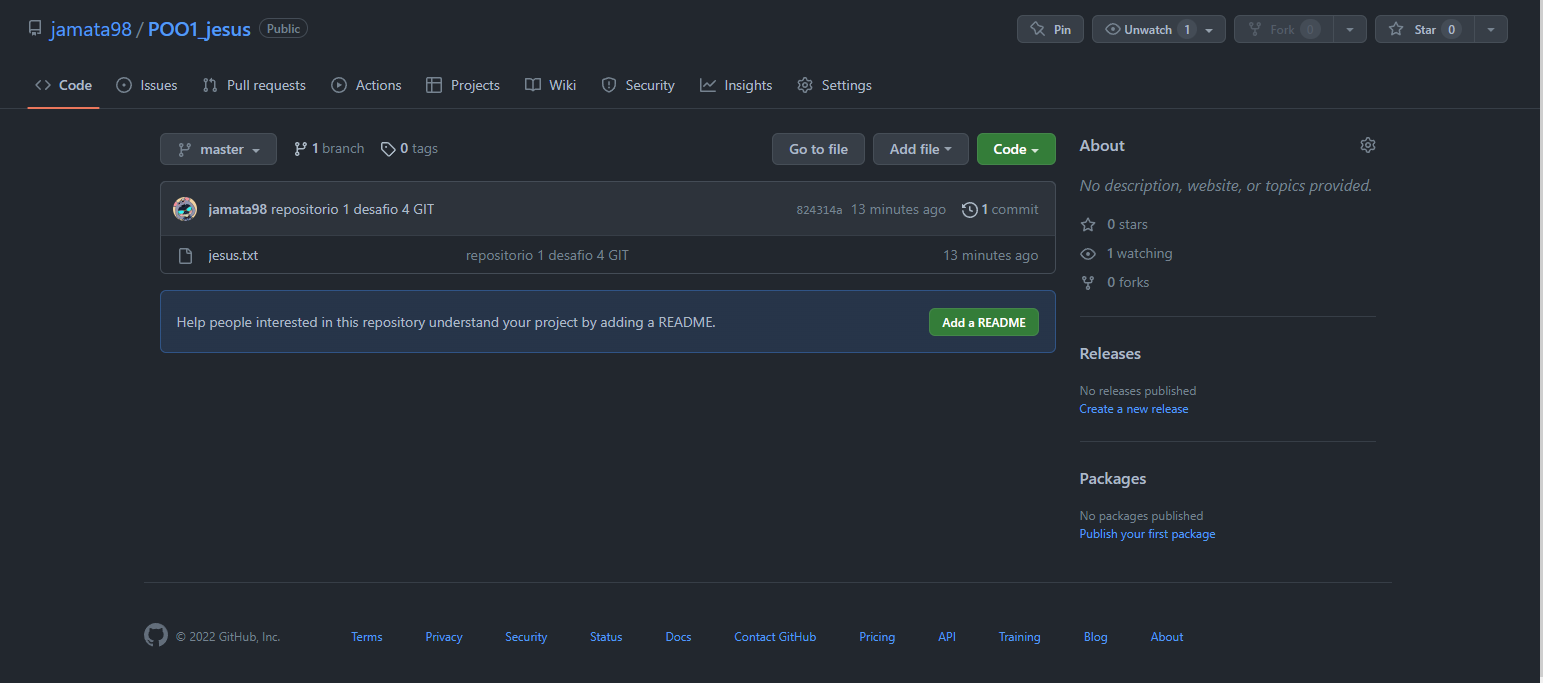 jamata98 / POO1_jesus Public Pin Unwatch 1 Fork 0 Star 0
Code Issues Pull requests Actions Projects Wiki Security Insights Settings
master 1 branch 0 tags Go to file Add file Code
jamata98 repositorio 1 desafio 4 GIT 824314a 13 minutes ago 1 commit
jesus.txt repositorio 1 desafio 4 GIT 13 minutes ago
Help people interested in this repository understand your project by adding a README. Add a README
About
No description, website, or topics provided.
0 stars
1 watching
0 forks
Releases
No releases published
Create a new release
Packages
No packages published
Publish your first package
© 2022 GitHub, Inc. Terms Privacy Security Status Docs Contact GitHub Pricing API Training Blog About